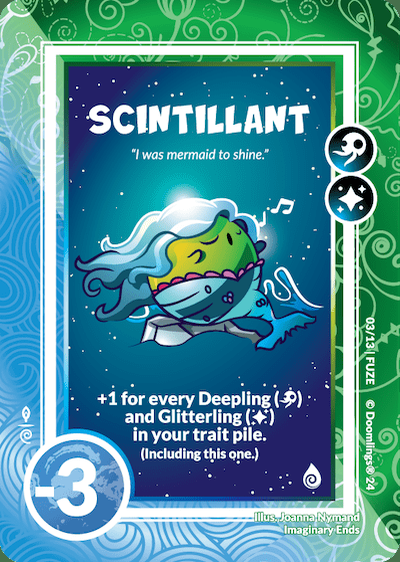 SCINTILLANT
"I was mermaid to shine."
+1 for every Deepling ( )
and Glitterling ( )
in your trait pile.
(Including this one.)
-3
03/13 | FUZE © Doomlings® 24
Illus. Joanna Nymand
Imaginary Ends